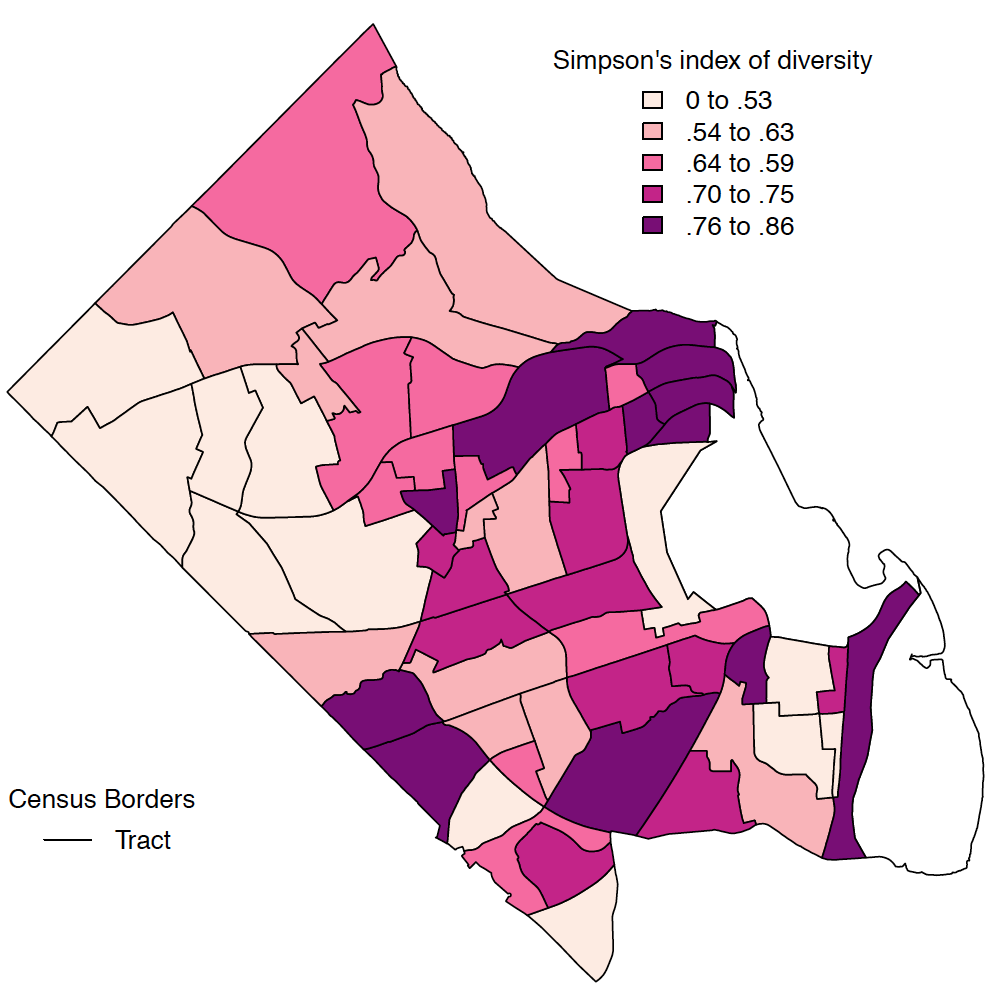 Simpson's index of diversity
0 to .53
.54 to .63
.64 to .59
.70 to .75
.76 to .86
Census Borders
Tract